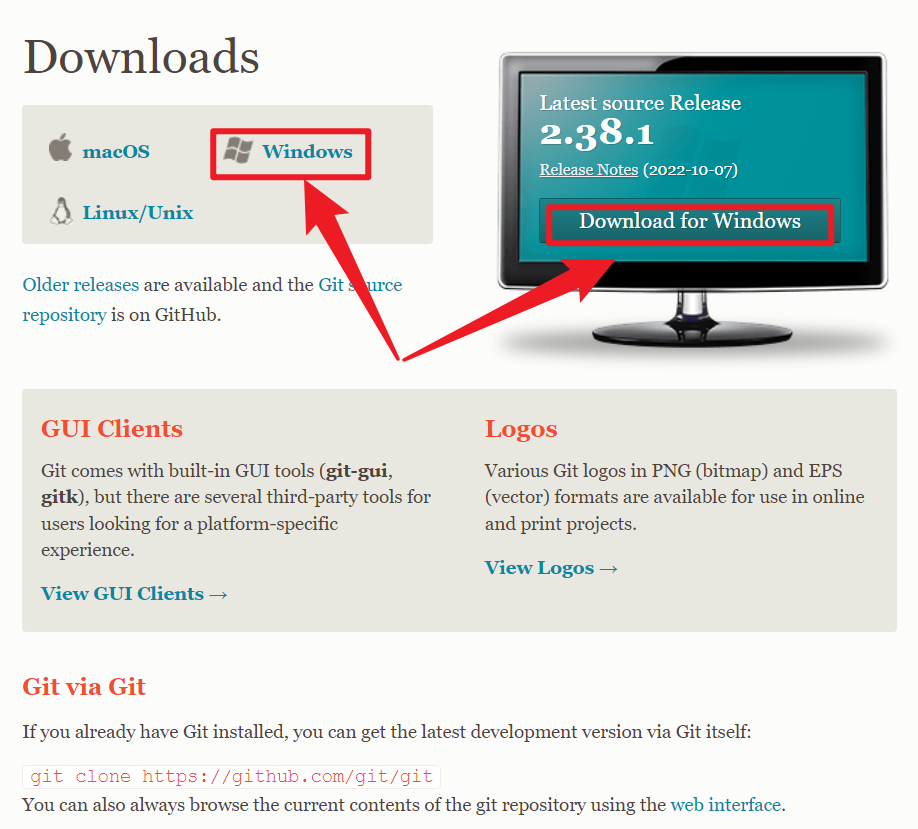 Downloads
macOS
Windows
Linux/Unix
Older releases are available and the Git source
repository is on GitHub.
Latest source Release
2.38.1
Release Notes (2022-10-07)
Download for Windows
GUI Clients
Git comes with built-in GUI tools (git-gui,
gitk), but there are several third-party tools for
users looking for a platform-specific
experience.
View GUI Clients →
Logos
Various Git logos in PNG (bitmap) and EPS
(vector) formats are available for use in online
and print projects.
View Logos →
Git via Git
If you already have Git installed, you can get the latest development version via Git itself:
git clone https://github.com/git/git
You can also always browse the current contents of the git repository using the web interface.